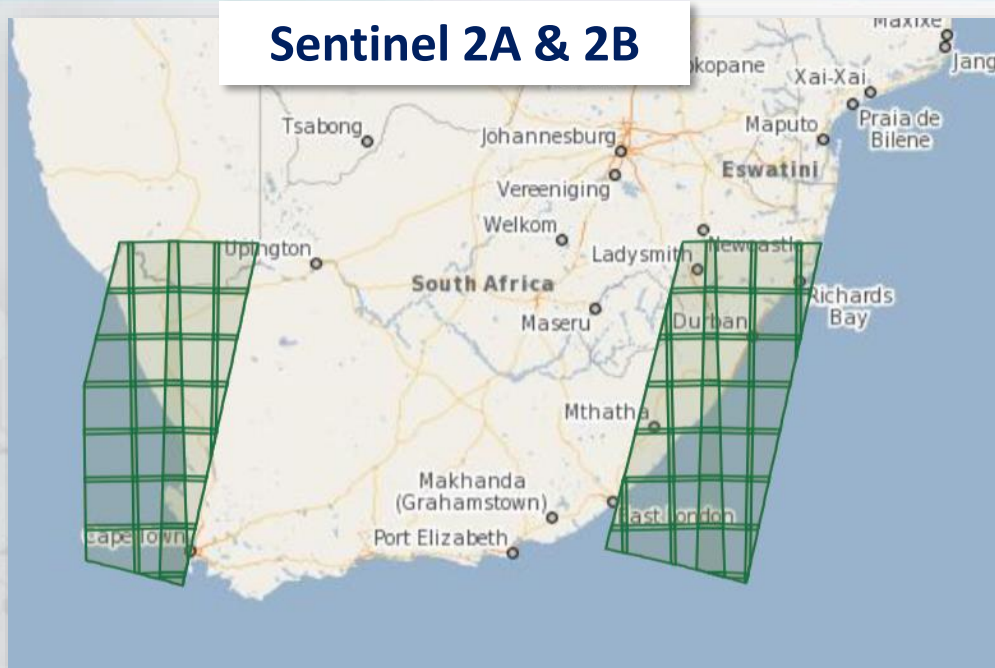 Sentinel 2A & 2B
Maxixe
Jang
okopane
Xai-Xai
Praia de
Bilene
Tsabong
Johannesburg
Maputo
Eswatini
Vereeniging
Welkom
Newcastle
Upington
Ladysmith
South Africa
Richards
Bay
Maseru
Durban
Mthatha
Makhanda
(Grahamstown)
East London
Cape Town
Port Elizabeth